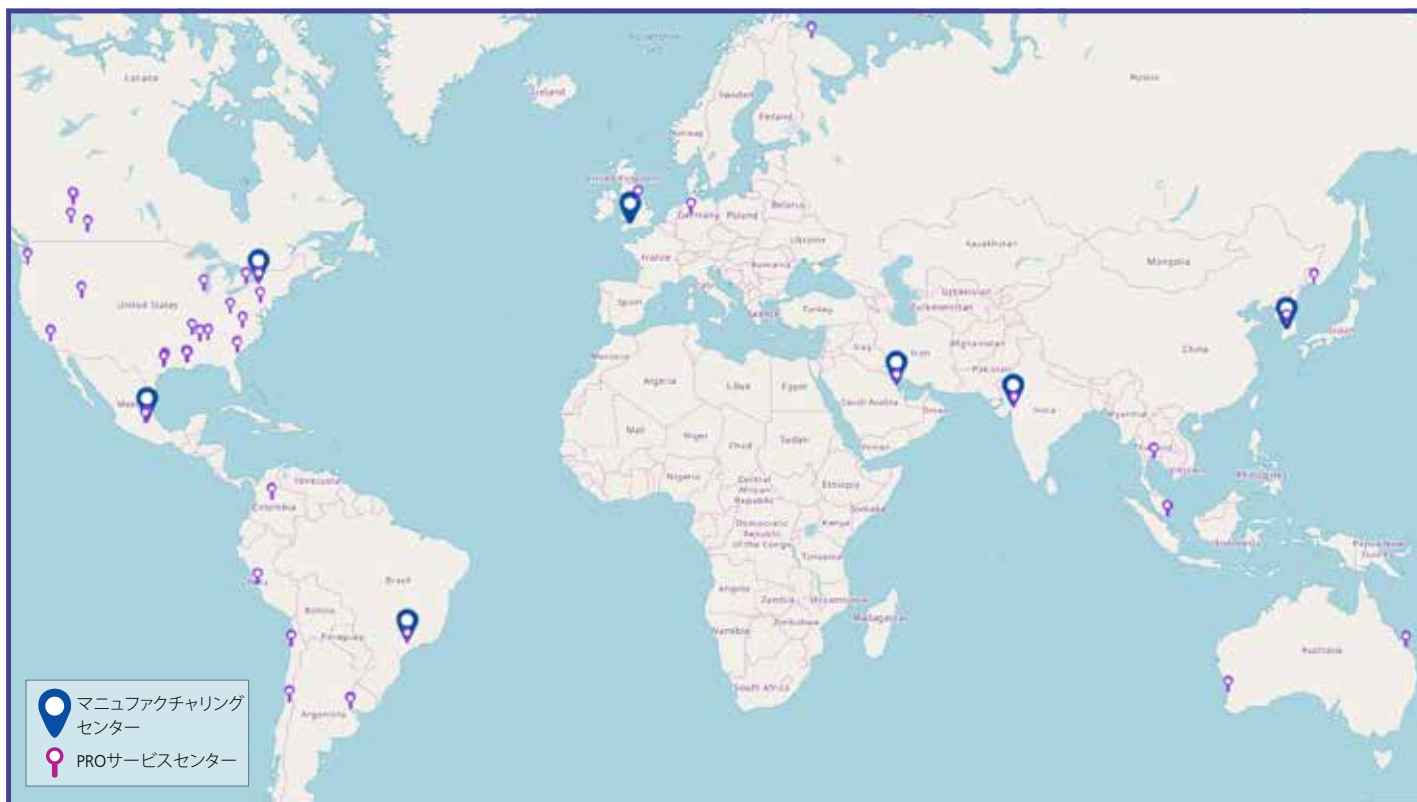 Norwegian
Sea
Iceland
Canada
Russia
Sweden
Finland
Norway
United Kingdom
Belarus
Germany
Poland
Ukraine
Kazakhstan
Mongolia
France
Romania
United States
Spain
Italy
Greece
Turkey
Uzbekistan
Turkmenistan
Japan
China
Morocco
Iraq
Iran
Afghanistan
Pakistan
Algeria
Libya
Egypt
Saudi Arabia
Oman
India
Myanmar
Mexico
Mali
Niger
Chad
Sudan
Yemen
Thailand
Vietnam
Philippines
Venezuela
Colombia
Nigeria
Central
African
Republic
Ethiopia
Somalia
Democratic
Republic
of the Congo
Kenya
Tanzania
Indonesia
Papua New
Guinea
Peru
Brazil
Bolivia
Paraguay
Angola
Zambia
Mozambique
Namibia
Zimbabwe
Madagascar
Australia
South Africa
Argentina
マニュファクチャリング
センター
PROサービスセンター